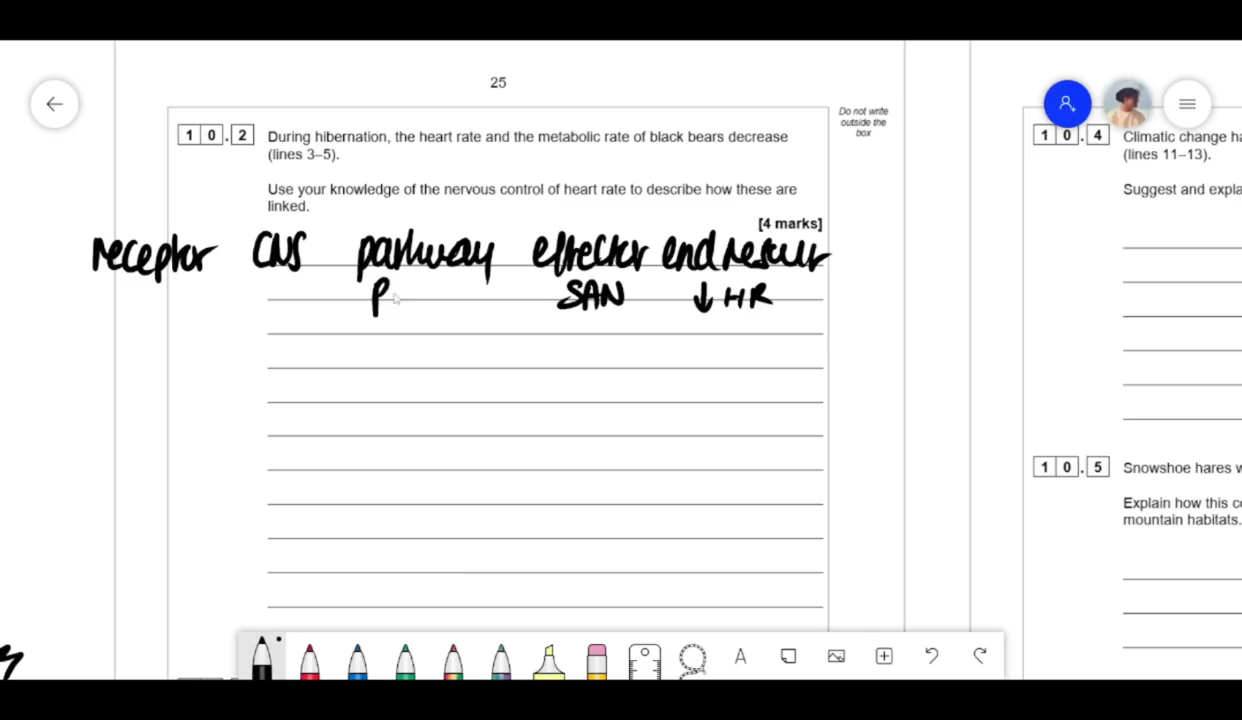 25
Do not write
outside the
box
1 0 . 2 During hibernation, the heart rate and the metabolic rate of black bears decrease
(lines 3–5).
Use your knowledge of the nervous control of heart rate to describe how these are
linked.
[4 marks]
receptor CNS pathway effector end result
P SAN ↓ HR
1 0 . 4 Climatic change ha
(lines 11–13).
Suggest and expla
1 0 . 5 Snowshoe hares w
Explain how this c
mountain habitats.
A